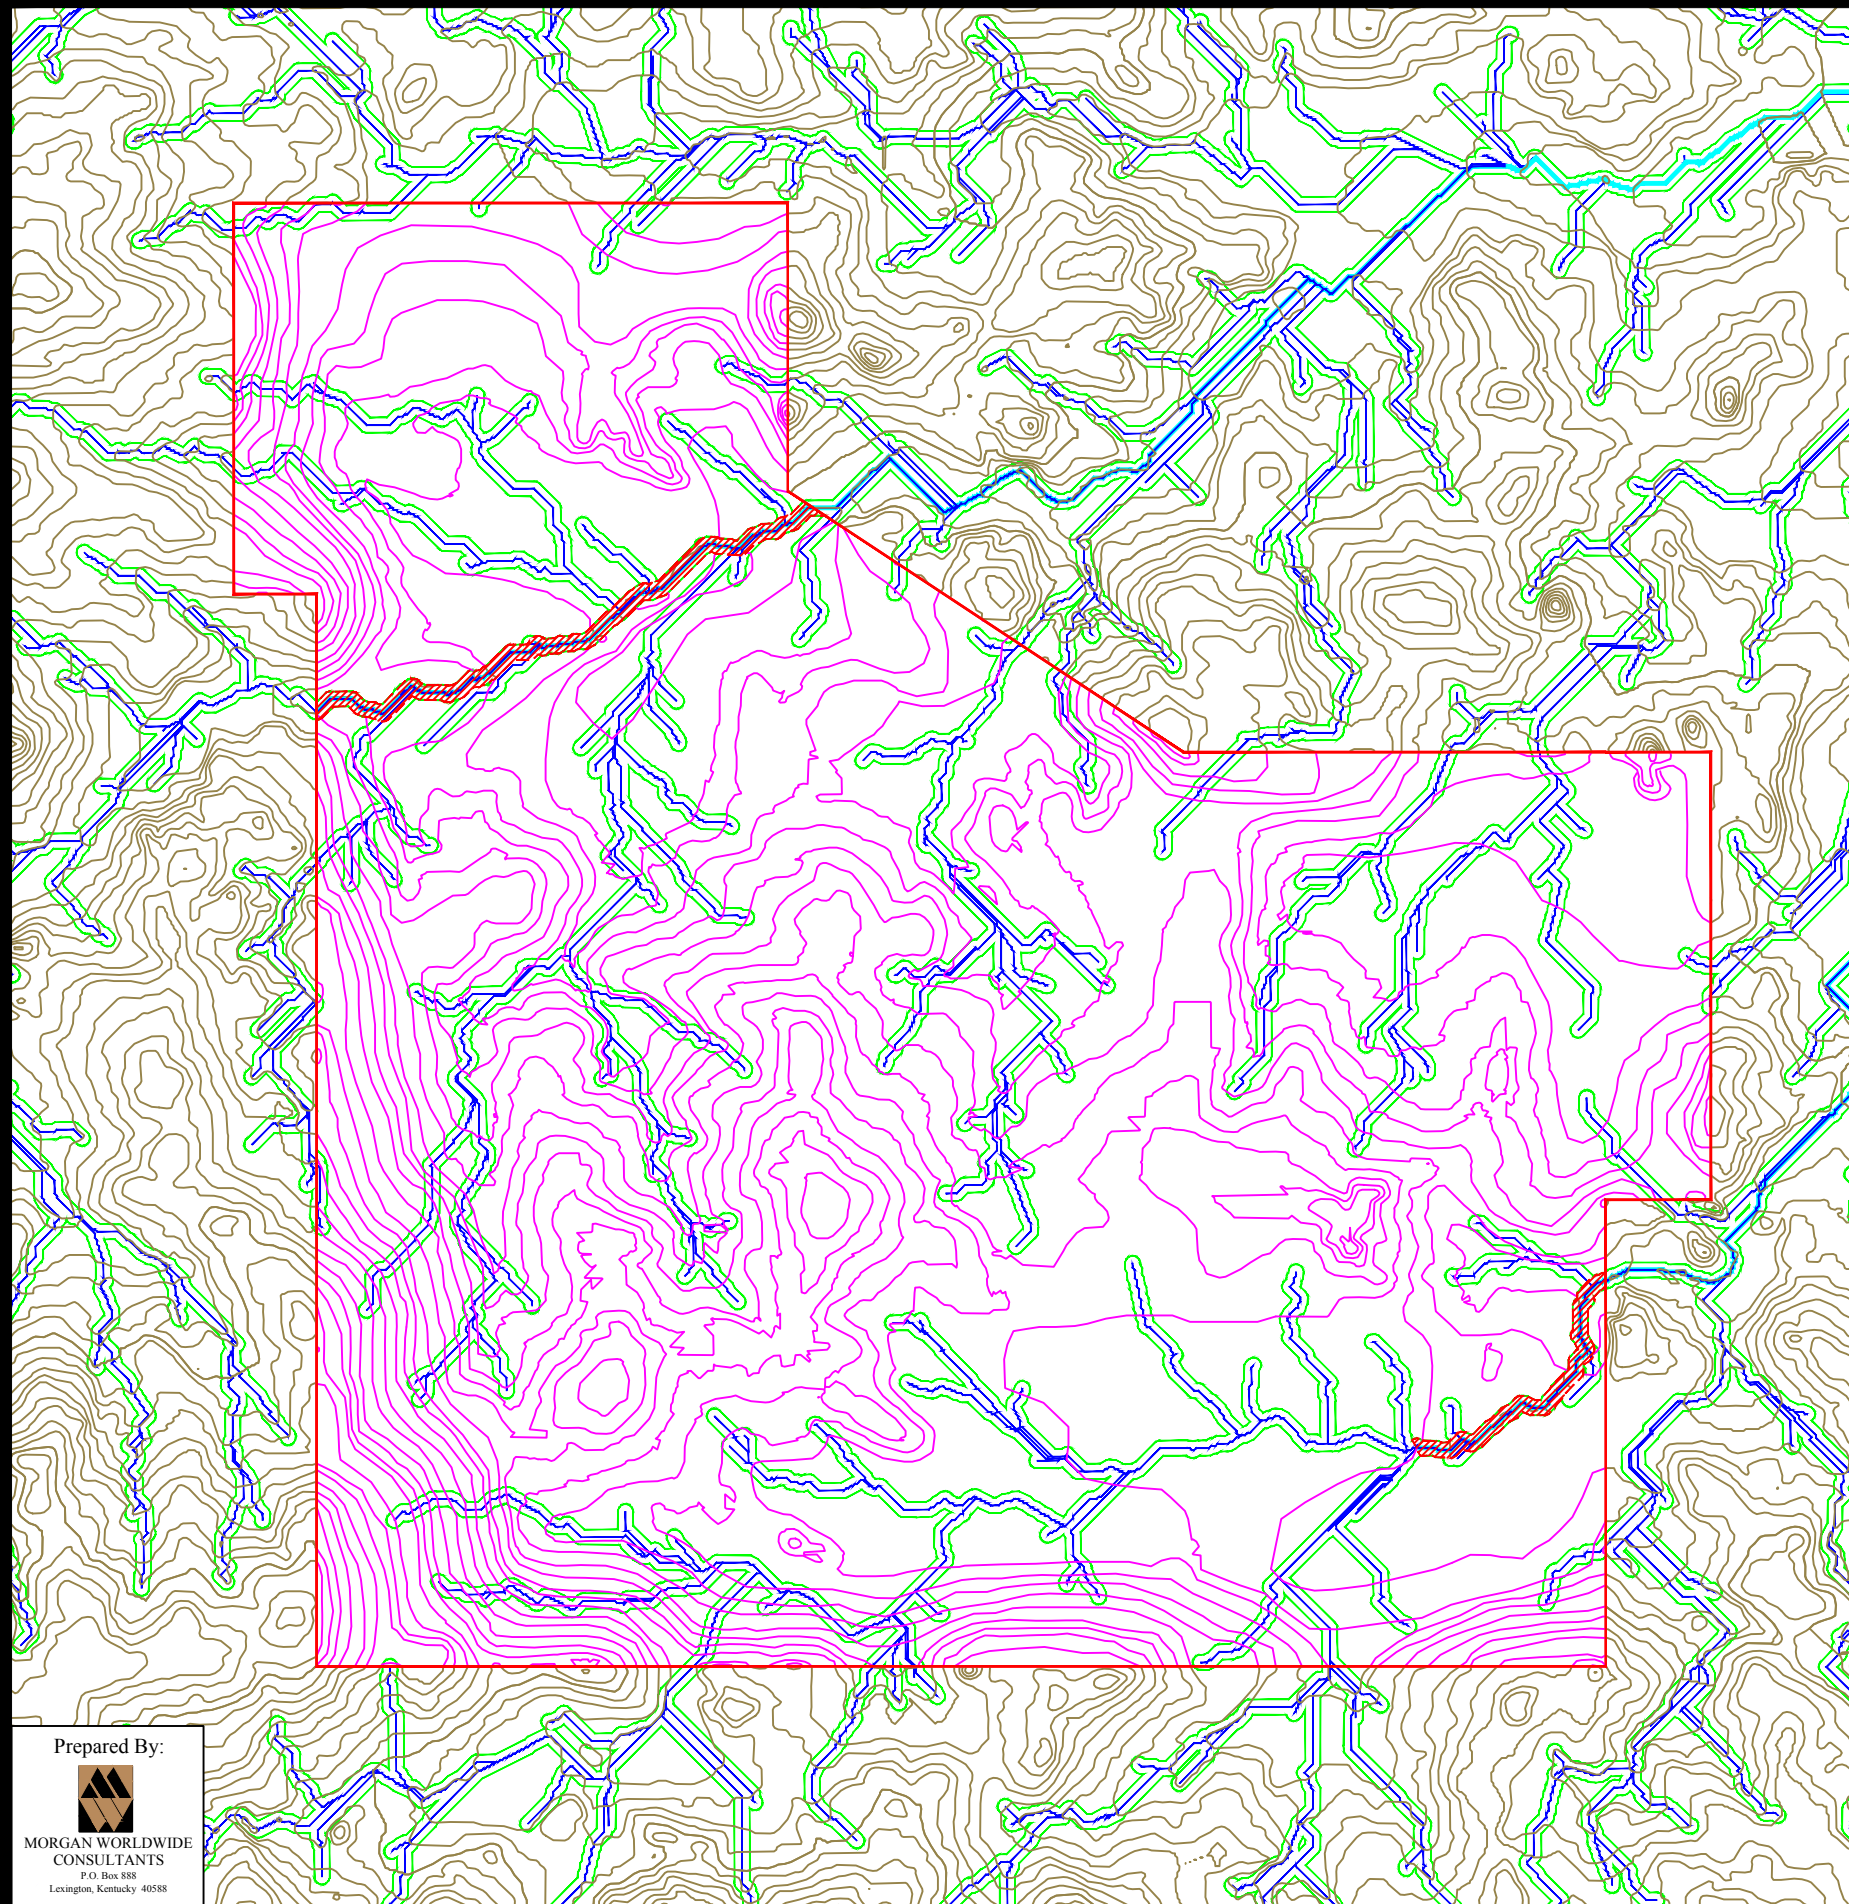 Prepared By:
MORGAN WORLDWIDE
CONSULTANTS
P.O. Box 888
Lexington, Kentucky 40588